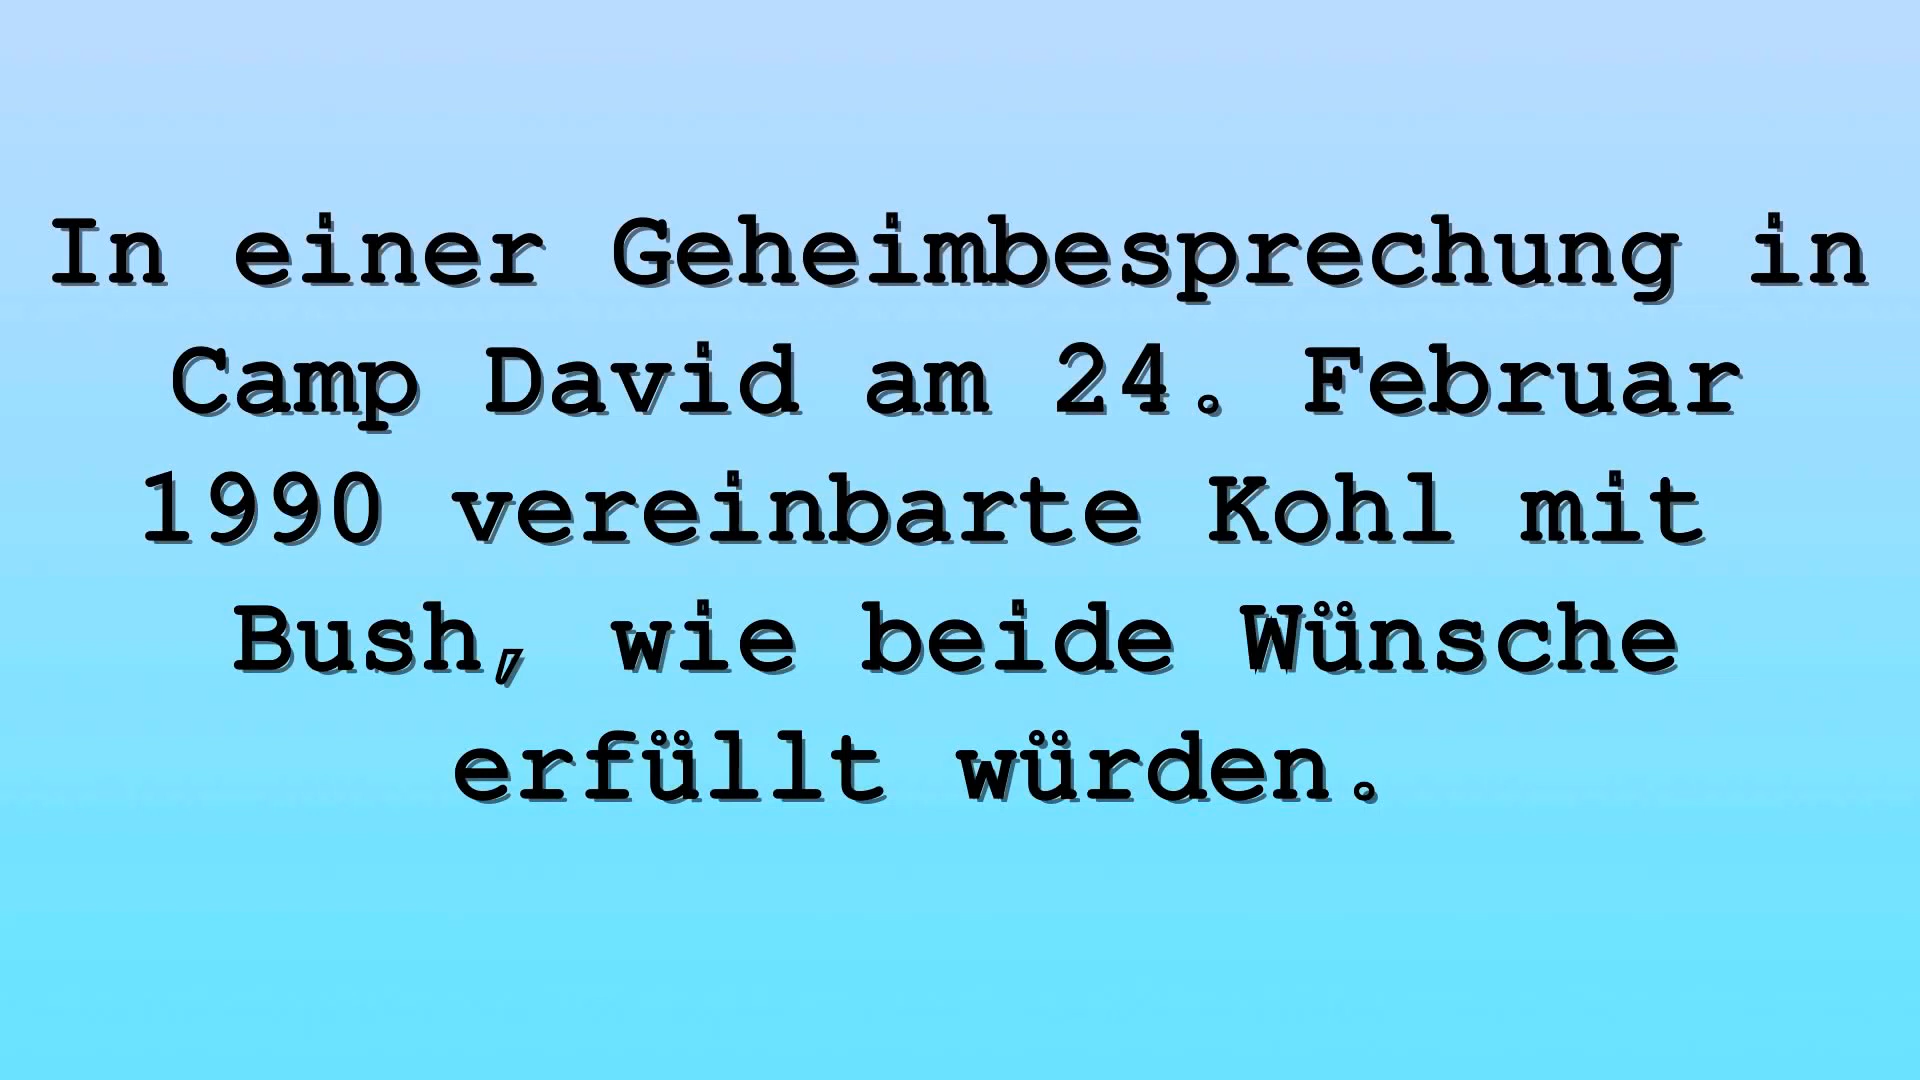 In einer Geheimbesprechung in
Camp David am 24. Februar
1990 vereinbarte Kohl mit
Bush, wie beide Wünsche
erfüllt würden.